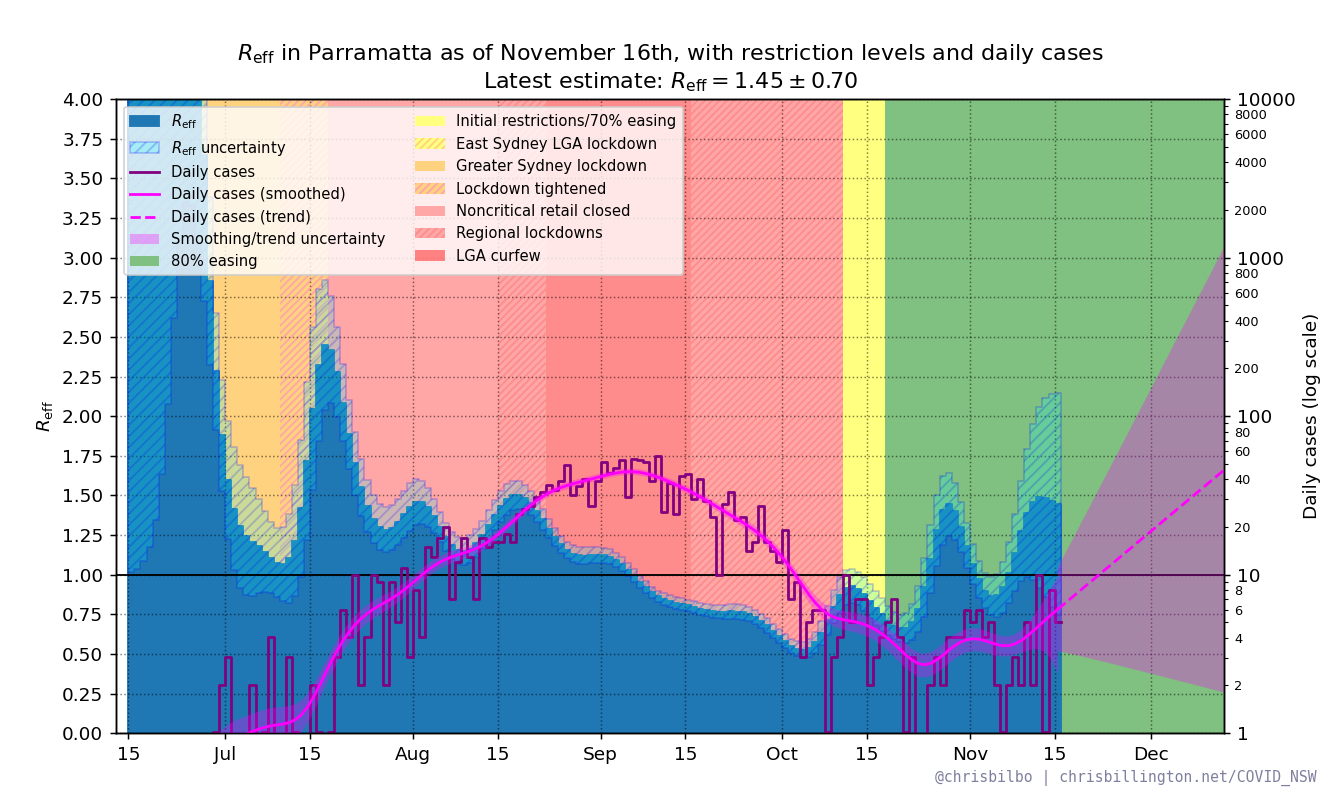 R_eff in Parramatta as of November 16th, with restriction levels and daily cases
Latest estimate: R_eff = 1.45 ± 0.70
R_eff
R_eff uncertainty
Daily cases
Daily cases (smoothed)
Daily cases (trend)
Smoothing/trend uncertainty
80% easing
Initial restrictions/70% easing
East Sydney LGA lockdown
Greater Sydney lockdown
Lockdown tightened
Noncritical retail closed
Regional lockdowns
LGA curfew
R_eff
4.00
3.75
3.50
3.25
3.00
2.75
2.50
2.25
2.00
1.75
1.50
1.25
1.00
0.75
0.50
0.25
0.00
10000
8000
6000
4000
2000
1000
800
600
400
200
100
80
60
40
20
10
8
6
4
2
1
Daily cases (log scale)
15 Jul 15 Aug 15 Sep 15 Oct 15 Nov 15 Dec
@chrisbilbo | chrisbillington.net/COVID_NSW